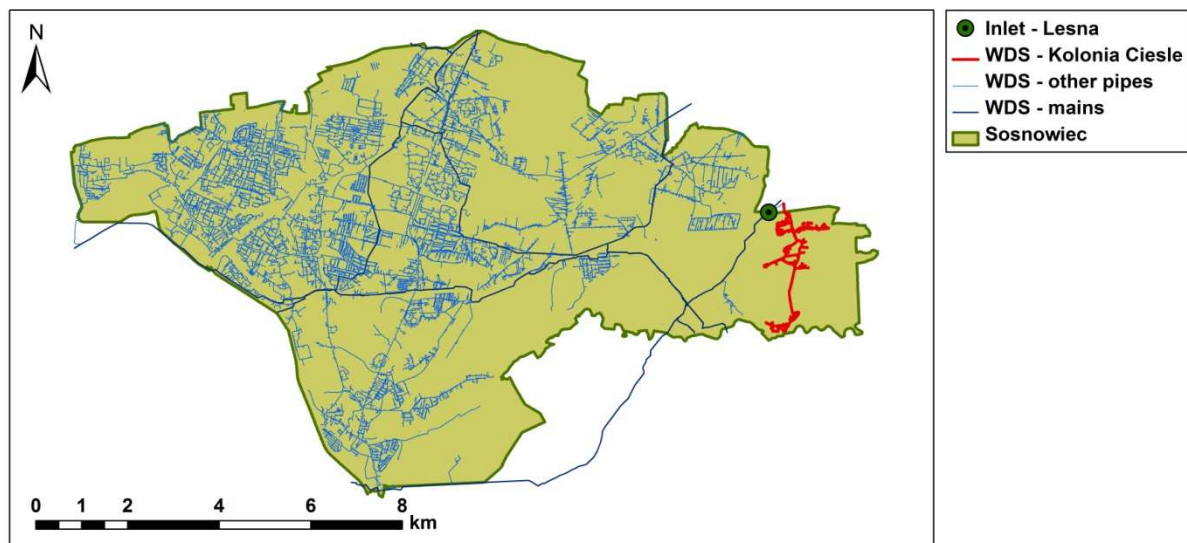 N
0 1 2 4 6 8
km
Inlet - Lesna
WDS - Kolonia Ciesle
WDS - other pipes
WDS - mains
Sosnowiec